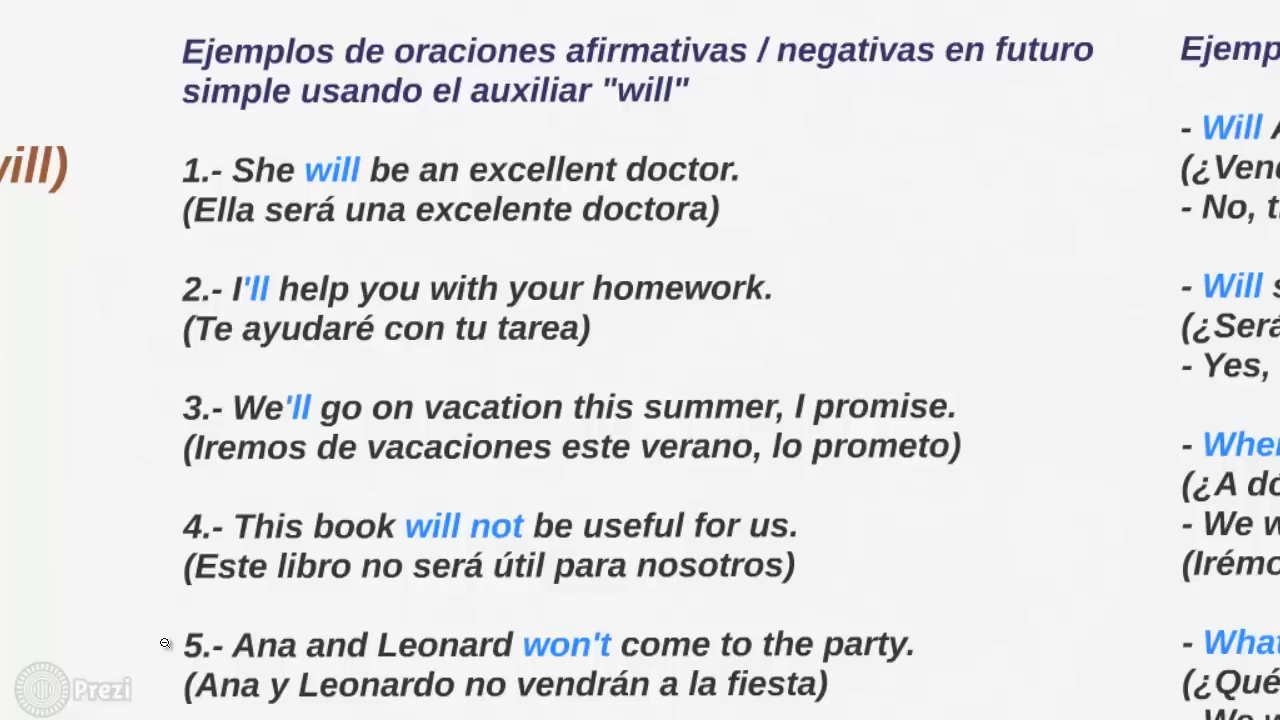 Ejemplos de oraciones afirmativas / negativas en futuro
simple usando el auxiliar "will"
1.- She will be an excellent doctor.
(Ella será una excelente doctora)
2.- I'll help you with your homework.
(Te ayudaré con tu tarea)
3.- We'll go on vacation this summer, I promise.
(Iremos de vacaciones este verano, lo prometo)
4.- This book will not be useful for us.
(Este libro no será útil para nosotros)
5.- Ana and Leonard won't come to the party.
(Ana y Leonardo no vendrán a la fiesta)
- Will
- No,
- Will
- Yes,
(¿A
- We
(¿Qué
Prezi